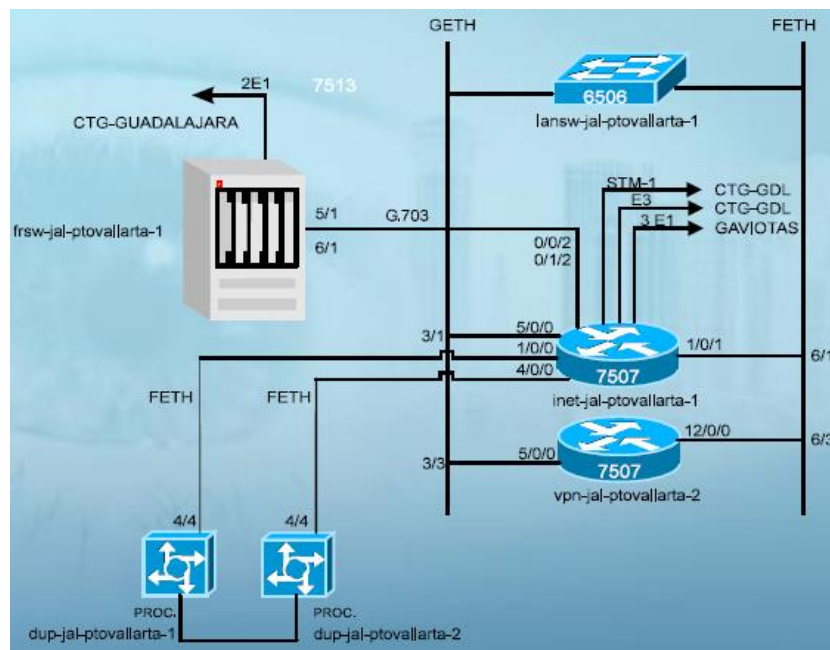 GETH
FETH
2E1
7513
CTG-GUADALAJARA
6506
lansw-jal-ptovallarta-1
STM-1
CTG-GDL
E3
CTG-GDL
3 E1
GAVIOTAS
5/1
G.703
frsw-jal-ptovallarta-1
6/1
0/0/2
0/1/2
3/1
5/0/0
1/0/0
1/0/1
6/1
4/0/0
7507
FETH
FETH
inet-jal-ptovallarta-1
12/0/0
6/3
5/0/0
3/3
7507
vpn-jal-ptovallarta-2
4/4
4/4
PROC.
PROC.
dup-jal-ptovallarta-1
dup-jal-ptovallarta-2